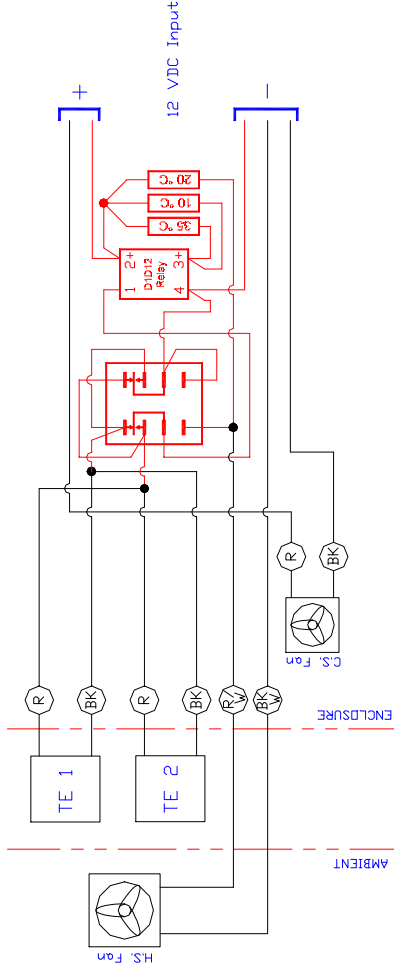 12 VDC Input
+
-
20°C
10°C
35°C
1 2+
D1D12
Relay
4 3+
R
BK
C.S. Fan
R
BK
R
BK
R/W
BK/W
ENCLOSURE
TE 1
TE 2
AMBIENT
H.S. Fan